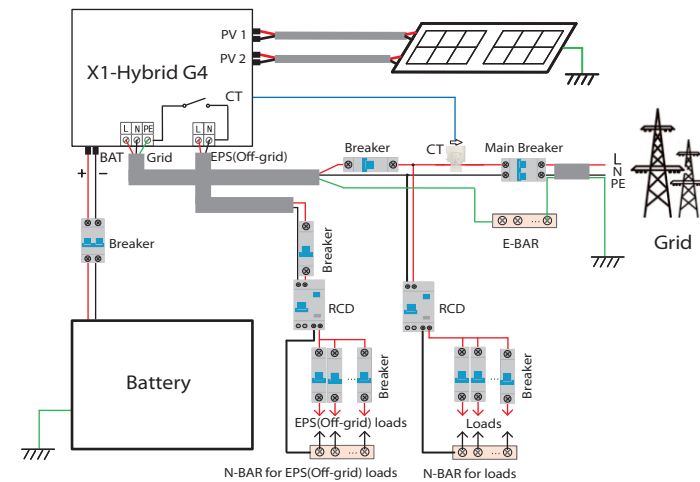 PV 1
PV 2
X1-Hybrid G4
CT
L N PE
L N
BAT
Grid
EPS(Off-grid)
+
−
Breaker
CT
Main Breaker
L
N
PE
Grid
E-BAR
Breaker
Breaker
RCD
RCD
Battery
Breaker
Breaker
...
...
...
EPS(Off-grid) loads
Loads
...
...
N-BAR for EPS(Off-grid) loads
N-BAR for loads